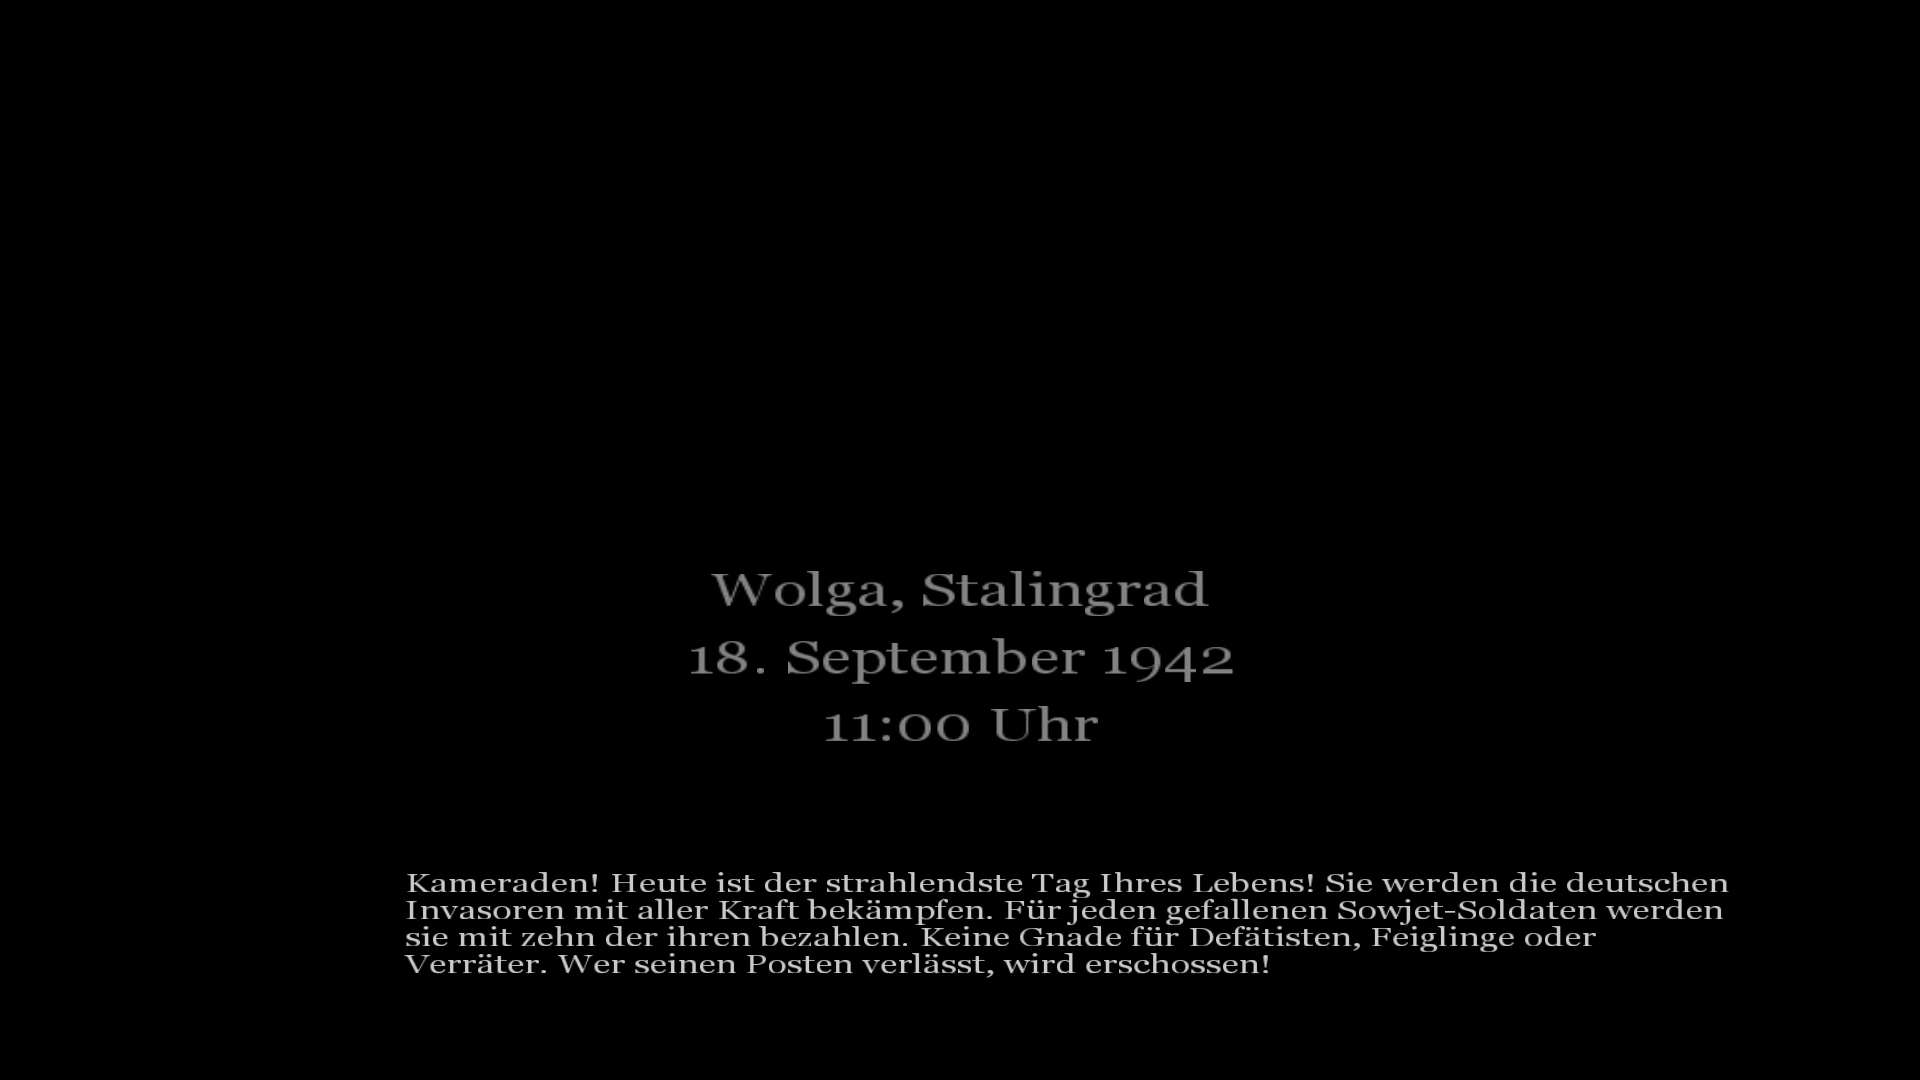 Wolga, Stalingrad
18. September 1942
11:00 Uhr
Kameraden! Heute ist der strahlendste Tag Ihres Lebens! Sie werden die deutschen
Invasoren mit aller Kraft bekämpfen. Für jeden gefallenen Sowjet-Soldaten werden
sie mit zehn der ihren bezahlen. Keine Gnade für Defätisten, Feiglinge oder
Verräter. Wer seinen Posten verlässt, wird erschossen!